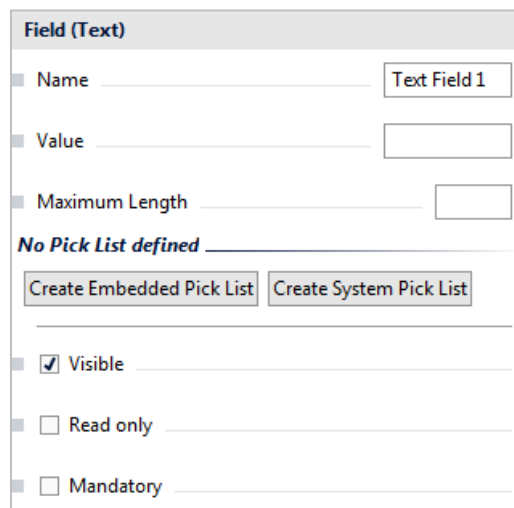 Field (Text)
Name Text Field 1
Value
Maximum Length
No Pick List defined
Create Embedded Pick List Create System Pick List
Visible
Read only
Mandatory